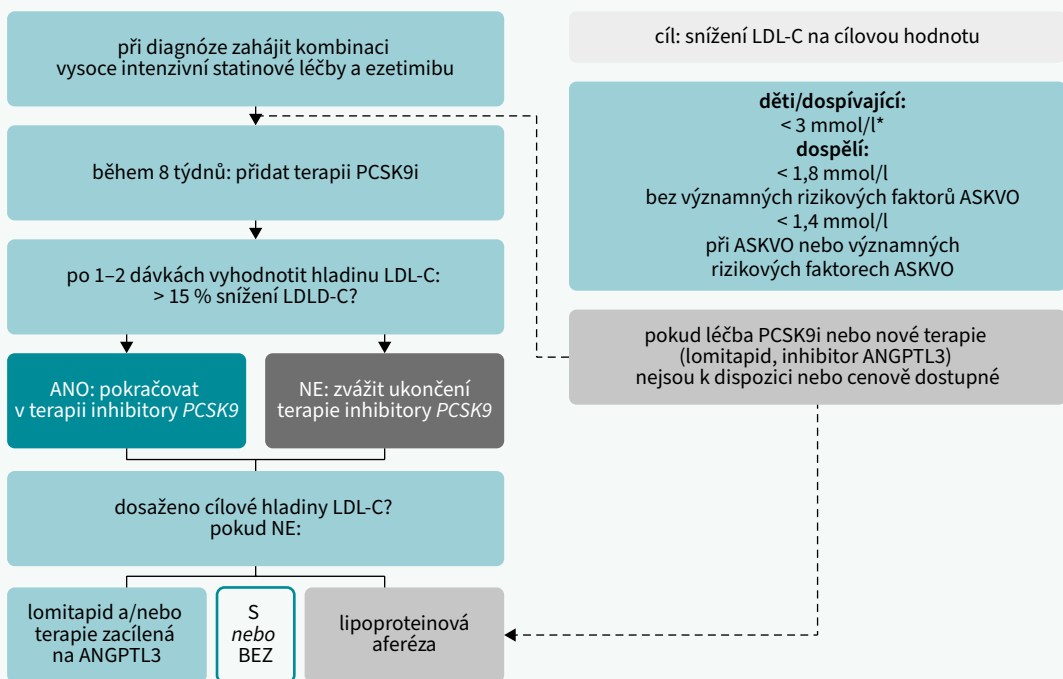 při diagnóze zahájit kombinaci
vysoce intenzivní statinové léčby a ezetimibu
během 8 týdnů: přidat terapii PCSK9i
po 1–2 dávkách vyhodnotit hladinu LDL-C:
> 15 % snížení LDLD-C?
ANO: pokračovat
v terapii inhibitory PCSK9
NE: zvážit ukončení
terapie inhibitory PCSK9
dosaženo cílové hladiny LDL-C?
pokud NE:
lomitapid a/nebo
terapie zacílená
na ANGPTL3
S
nebo
BEZ
lipoproteinová
aferéza
cíl: snížení LDL-C na cílovou hodnotu
děti/dospívající:
< 3 mmol/l*
dospělí:
< 1,8 mmol/l
bez významných rizikových faktorů ASKVO
< 1,4 mmol/l
při ASKVO nebo významných
rizikových faktorech ASKVO
pokud léčba PCSK9i nebo nové terapie
(lomitapid, inhibitor ANGPTL3)
nejsou k dispozici nebo cenově dostupné